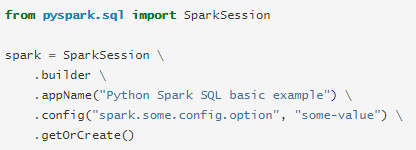 from pyspark.sql import SparkSession
spark = SparkSession \
    .builder \
    .appName("Python Spark SQL basic example") \
    .config("spark.some.config.option", "some-value") \
    .getOrCreate()